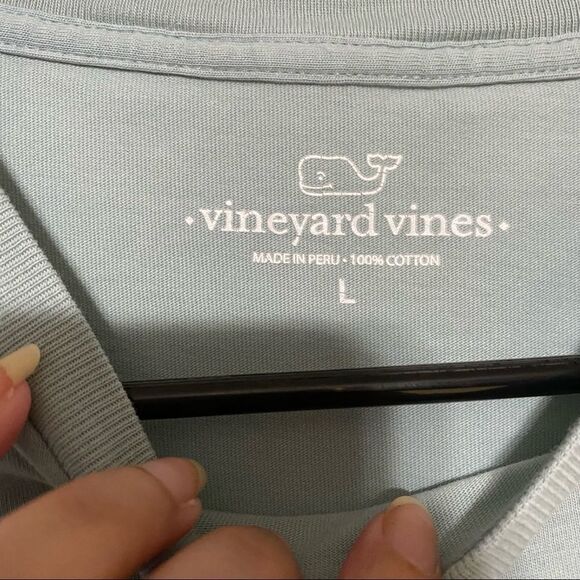 • vineyard vines •
MADE IN PERU • 100% COTTON
L